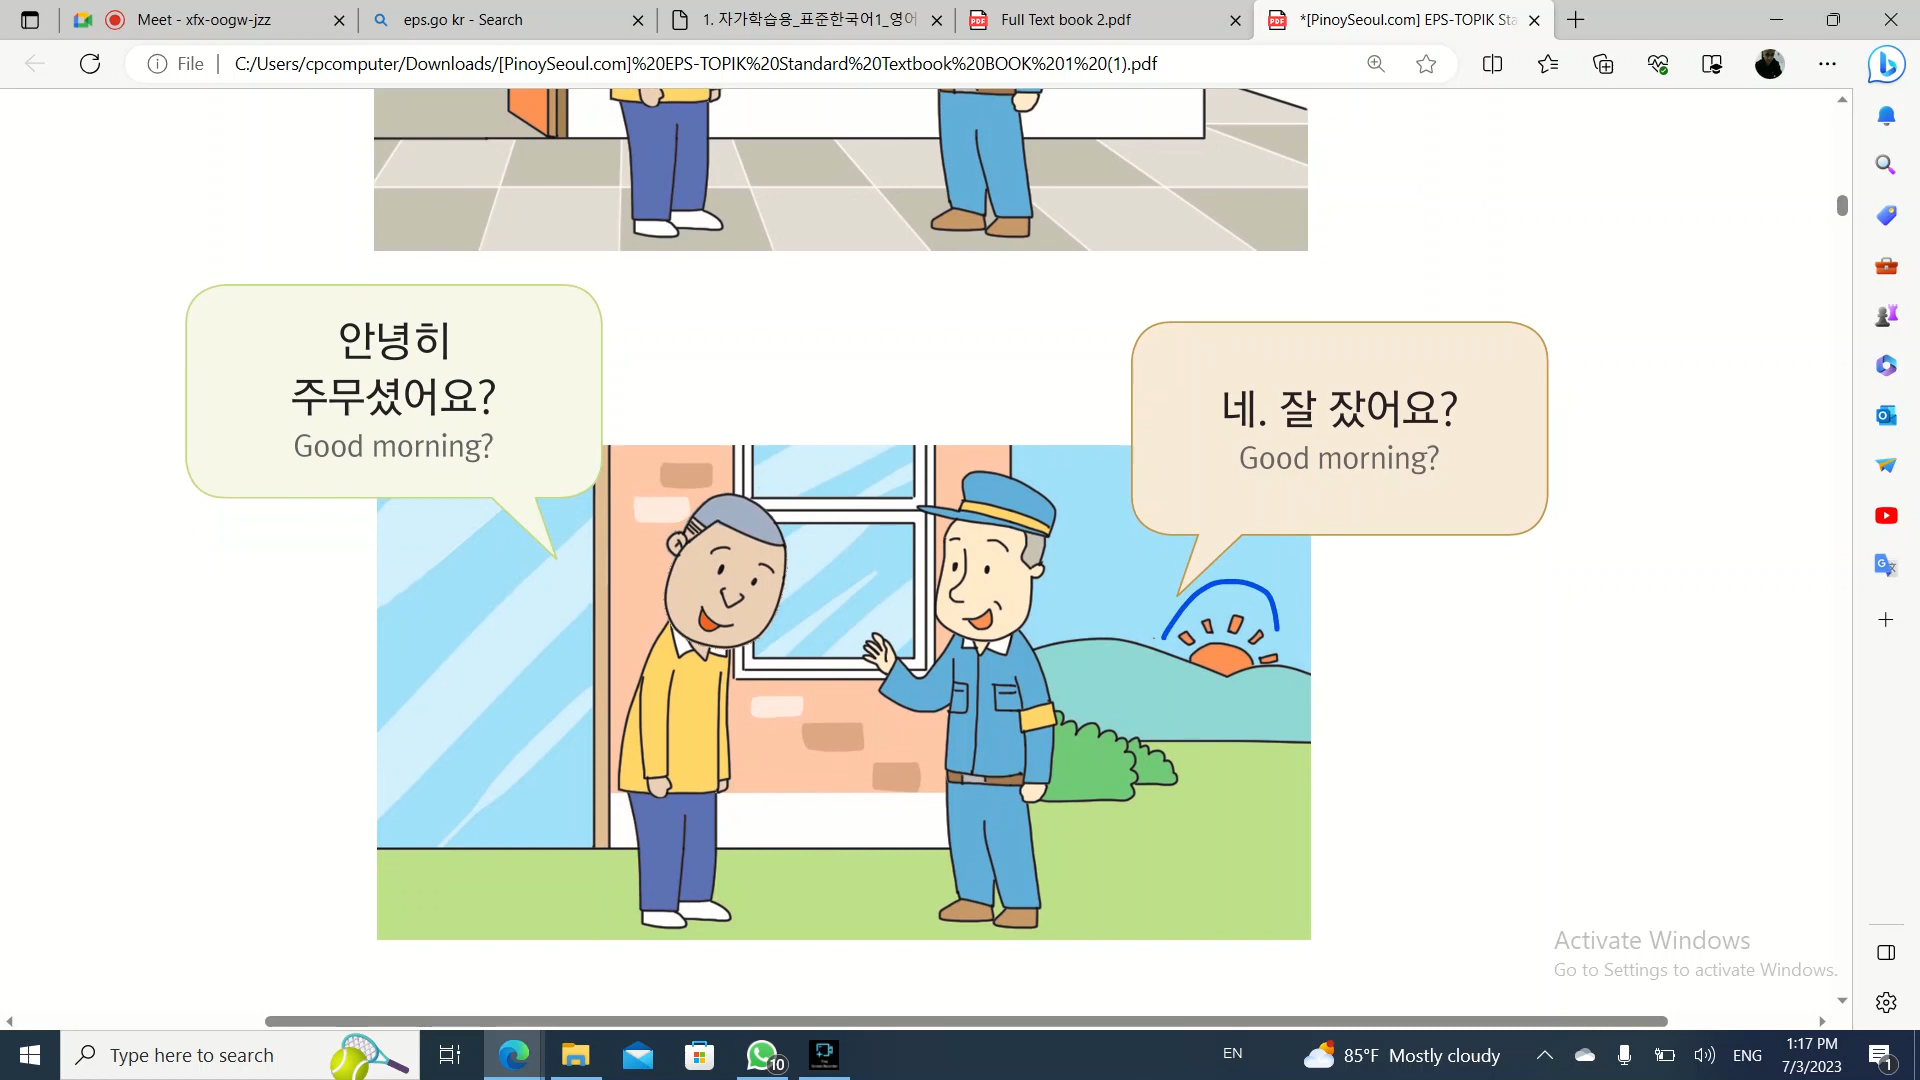 Meet - xfx-oogw-jzz
eps.go kr - Search
1. 자가학습용_표준한국어1_영어
Full Text book 2.pdf
*[PinoySeoul.com] EPS-TOPIK Sta
File
C:/Users/cpcomputer/Downloads/[PinoySeoul.com]%20EPS-TOPIK%20Standard%20Textbook%20BOOK%201%20(1).pdf
안녕히
주무셨어요?
Good morning?
네. 잘 잤어요?
Good morning?
Activate Windows
Go to Settings to activate Windows.
Type here to search
10
EN
85°F Mostly cloudy
ENG
1:17 PM
7/3/2023
1